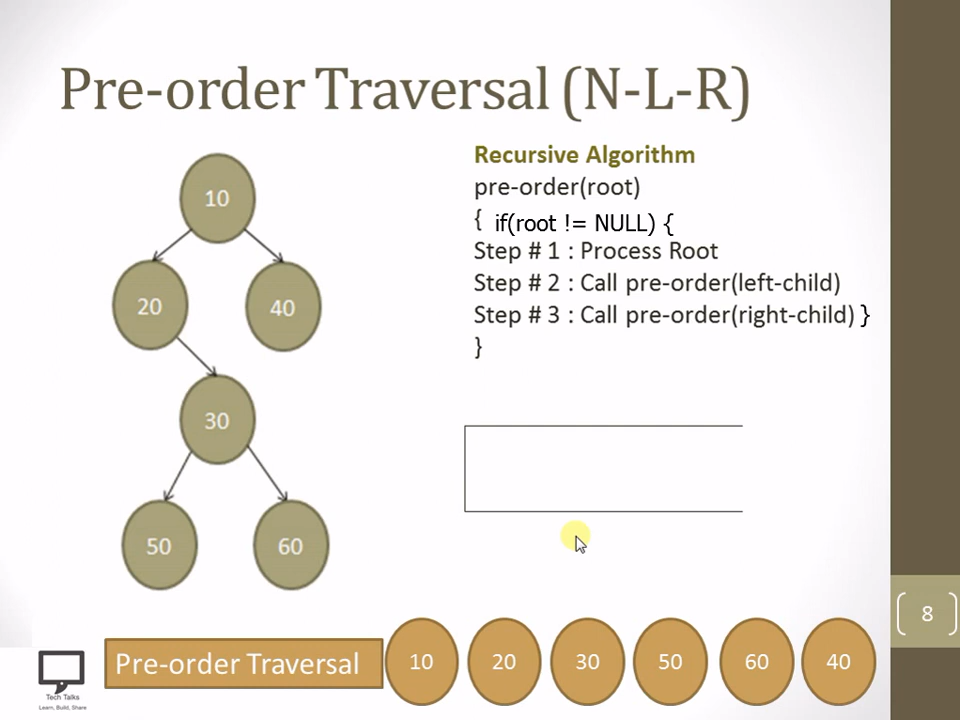 Pre-order Traversal (N-L-R)
10
20
40
30
50
60
Recursive Algorithm
pre-order(root)
{ if(root != NULL) {
Step # 1 : Process Root
Step # 2 : Call pre-order(left-child)
Step # 3 : Call pre-order(right-child) }
}
8
Pre-order Traversal 10 20 30 50 60 40
Tech Talks
Learn, Build, Share